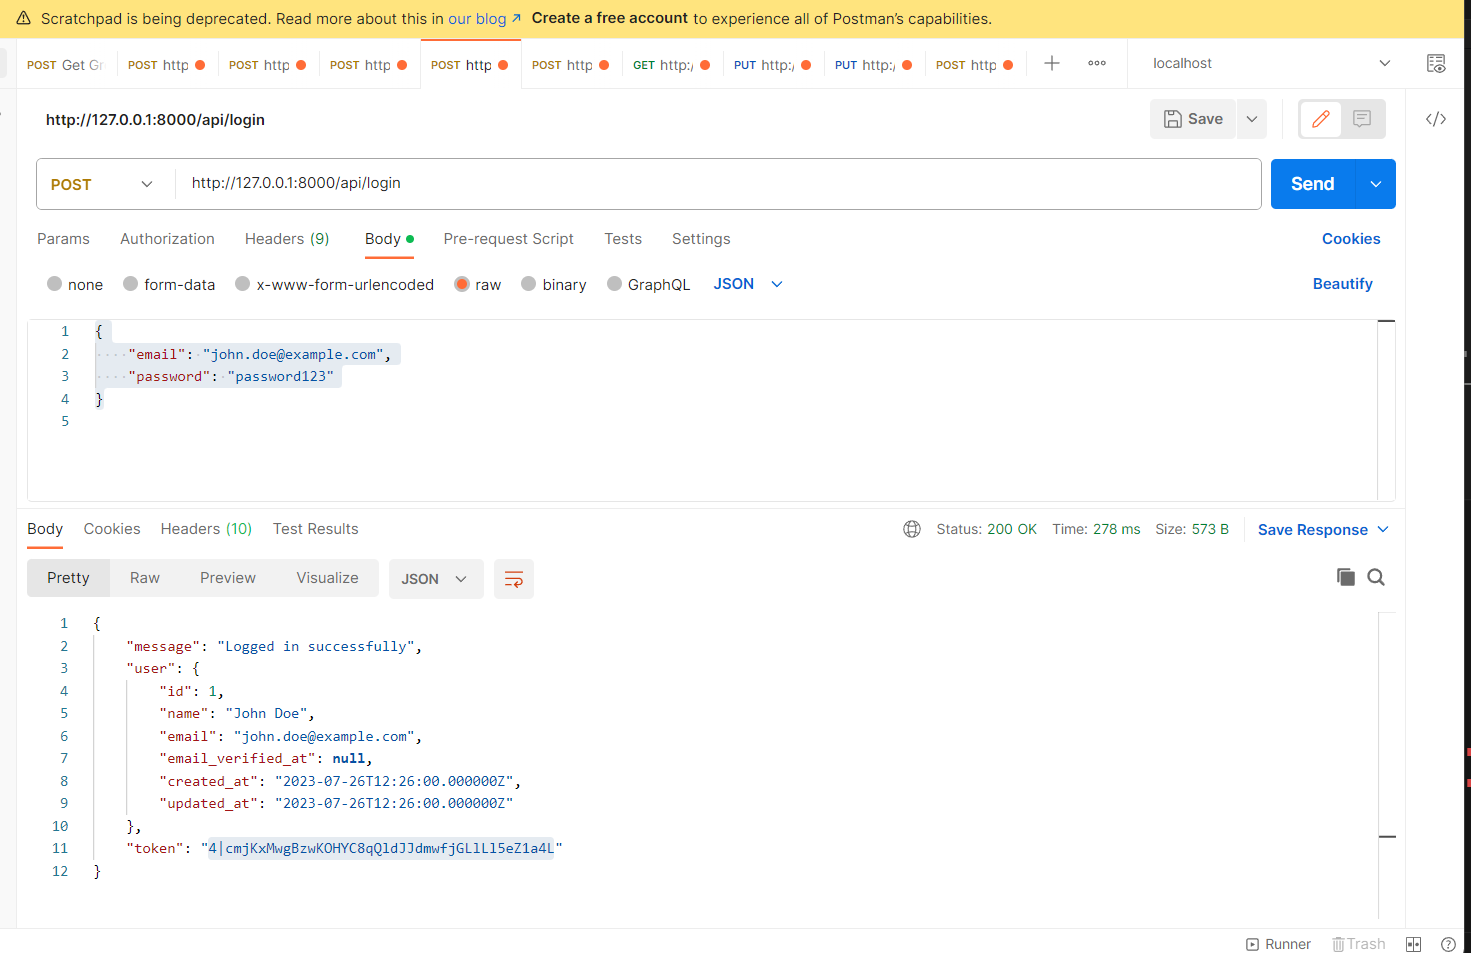 Scratchpad is being deprecated. Read more about this in our blog ↗ Create a free account to experience all of Postman's capabilities.
POST Get Gr POST http POST http POST http POST http POST http GET http:/ PUT http:/ PUT http:/ POST http localhost
http://127.0.0.1:8000/api/login
Save
</>
POST http://127.0.0.1:8000/api/login Send
Params Authorization Headers (9) Body Pre-request Script Tests Settings Cookies
none form-data x-www-form-urlencoded raw binary GraphQL JSON Beautify
1 {
2 "email": "john.doe@example.com",
3 "password": "password123"
4 }
5
Body Cookies Headers (10) Test Results Status: 200 OK Time: 278 ms Size: 573 B Save Response
Pretty Raw Preview Visualize JSON
1 {
2 "message": "Logged in successfully",
3 "user": {
4 "id": 1,
5 "name": "John Doe",
6 "email": "john.doe@example.com",
7 "email_verified_at": null,
8 "created_at": "2023-07-26T12:26:00.000000Z",
9 "updated_at": "2023-07-26T12:26:00.000000Z"
10 },
11 "token": "4|cmjKxMwgBzwKOHYC8qQldJJdmwfjGLlLl5eZ1a4L"
12 }
Runner Trash